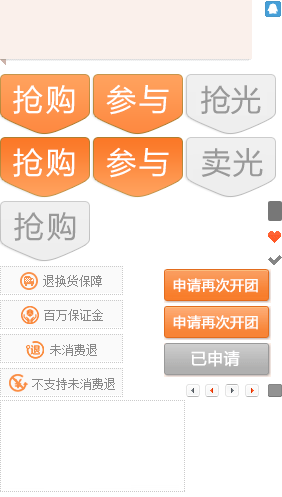 抢购 参与 抢光
抢购 参与 卖光
抢购
退换货保障
百万保证金
退 未消费退
不支持未消费退
申请再次开团
申请再次开团
已申请